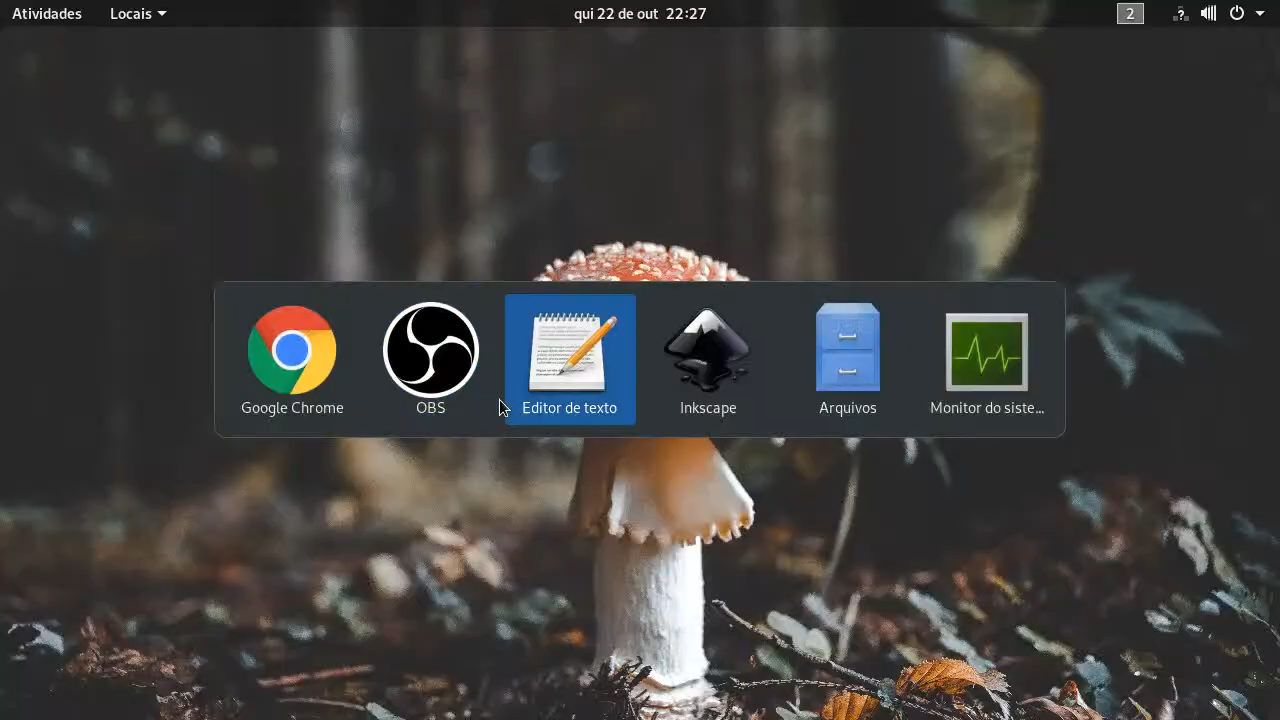 Atividades Locais qui 22 de out 22:27 2
Google Chrome OBS Editor de texto Inkscape Arquivos Monitor do siste...